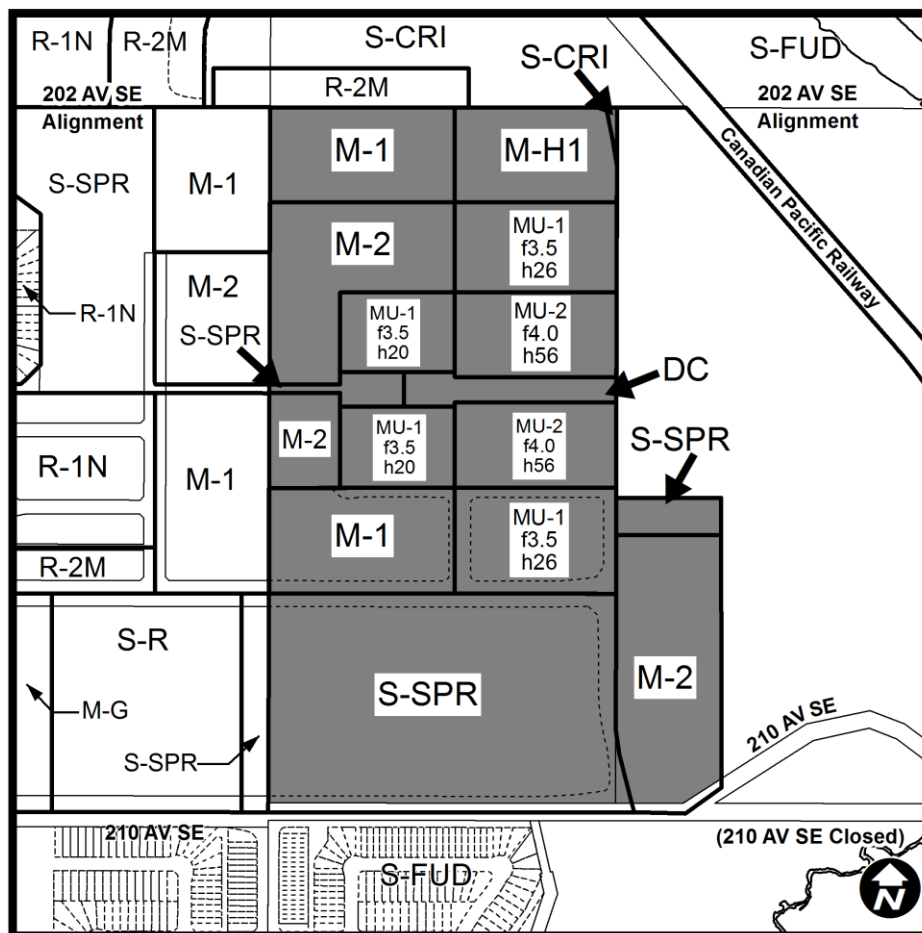 R-1N
R-2M
S-CRI
S-CRI
S-FUD
R-2M
202 AV SE
Alignment
202 AV SE
Alignment
Canadian Pacific Railway
S-SPR
M-1
M-1
M-H1
M-2
M-2
MU-1
f3.5
h26
R-1N
S-SPR
MU-1
f3.5
h20
MU-2
f4.0
h56
DC
R-1N
M-1
M-2
MU-1
f3.5
h20
MU-2
f4.0
h56
S-SPR
M-1
MU-1
f3.5
h26
R-2M
S-R
M-G
S-SPR
S-SPR
M-2
210 AV SE
210 AV SE
(210 AV SE Closed)
S-FUD
N